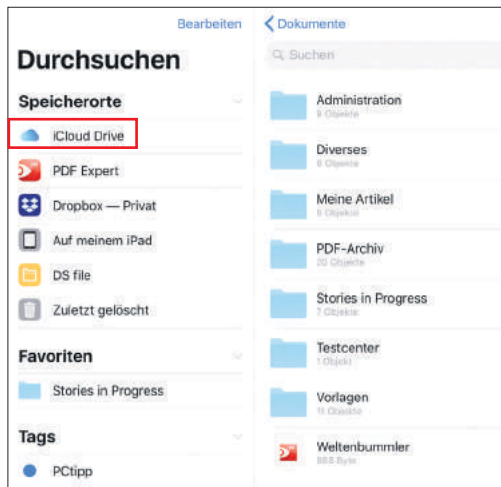 Bearbeiten
Durchsuchen
Speicherorte
iCloud Drive
PDF Expert
Dropbox — Privat
Auf meinem iPad
DS file
Zuletzt gelöscht
Favoriten
Stories in Progress
Tags
PCtipp
Dokumente
Suchen
Administration
9 Objekte
Diverses
6 Objekte
Meine Artikel
Objekte
PDF-Archiv
20 Objekte
Stories in Progress
7 Objekte
Testcenter
1 Objekt
Vorlagen
11 Objekte
Weltenbummler
888 Byte